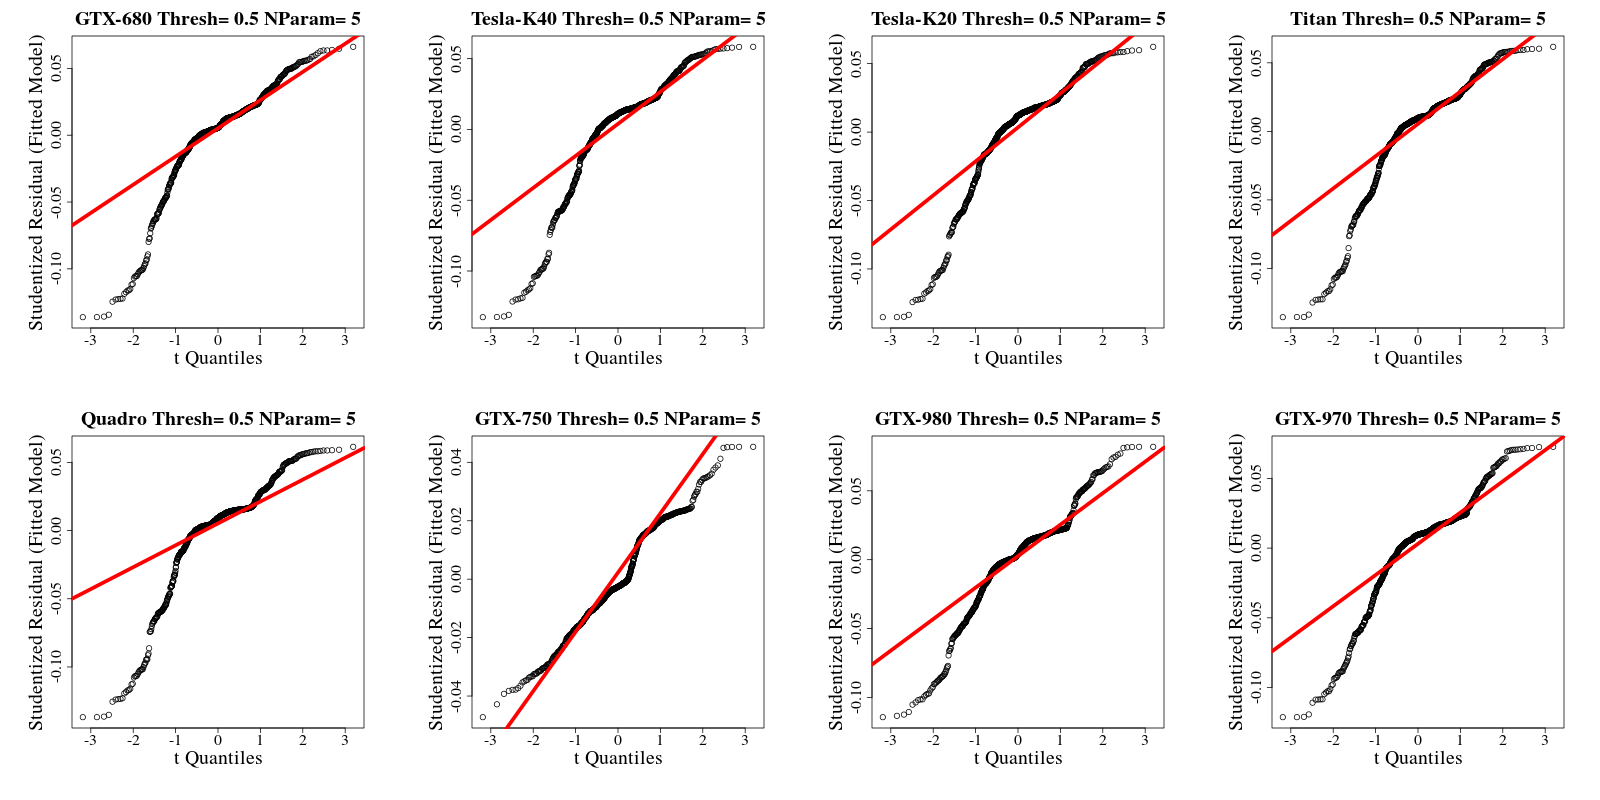 GTX-680 Thresh= 0.5 NParam= 5
Studentized Residual (Fitted Model)
0.05
0.00
-0.05
-0.10
-3 -2 -1 0 1 2 3
t Quantiles
Tesla-K40 Thresh= 0.5 NParam= 5
Studentized Residual (Fitted Model)
0.05
0.00
-0.05
-0.10
-3 -2 -1 0 1 2 3
t Quantiles
Tesla-K20 Thresh= 0.5 NParam= 5
Studentized Residual (Fitted Model)
0.05
0.00
-0.05
-0.10
-3 -2 -1 0 1 2 3
t Quantiles
Titan Thresh= 0.5 NParam= 5
Studentized Residual (Fitted Model)
0.05
0.00
-0.05
-0.10
-3 -2 -1 0 1 2 3
t Quantiles
Quadro Thresh= 0.5 NParam= 5
Studentized Residual (Fitted Model)
0.05
0.00
-0.05
-0.10
-3 -2 -1 0 1 2 3
t Quantiles
GTX-750 Thresh= 0.5 NParam= 5
Studentized Residual (Fitted Model)
0.04
0.02
0.00
-0.02
-0.04
-3 -2 -1 0 1 2 3
t Quantiles
GTX-980 Thresh= 0.5 NParam= 5
Studentized Residual (Fitted Model)
0.05
0.00
-0.05
-0.10
-3 -2 -1 0 1 2 3
t Quantiles
GTX-970 Thresh= 0.5 NParam= 5
Studentized Residual (Fitted Model)
0.05
0.00
-0.05
-0.10
-3 -2 -1 0 1 2 3
t Quantiles